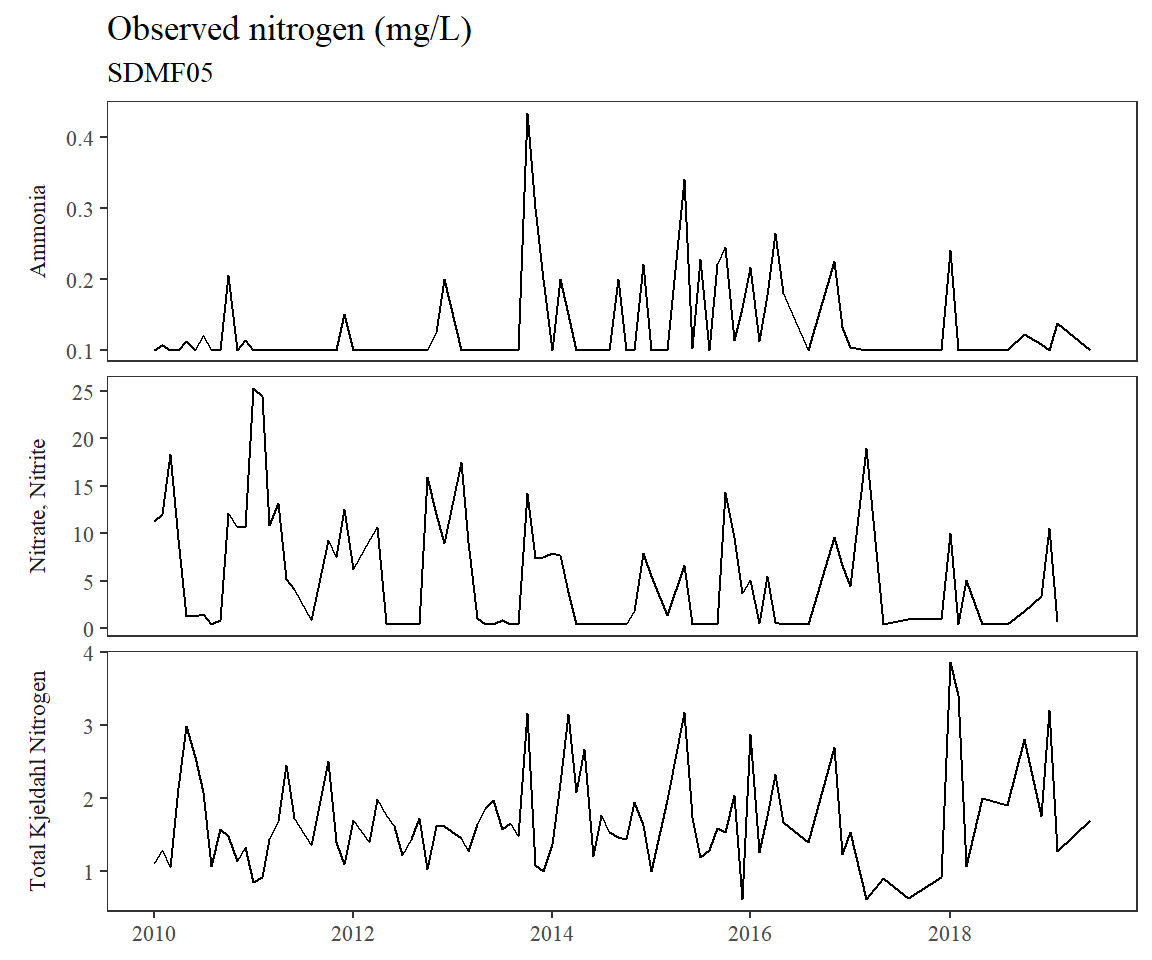 Observed nitrogen (mg/L)
SDMF05
Ammonia
0.4
0.3
0.2
0.1
Nitrate, Nitrite
25
20
15
10
5
0
Total Kjeldahl Nitrogen
4
3
2
1
2010 2012 2014 2016 2018